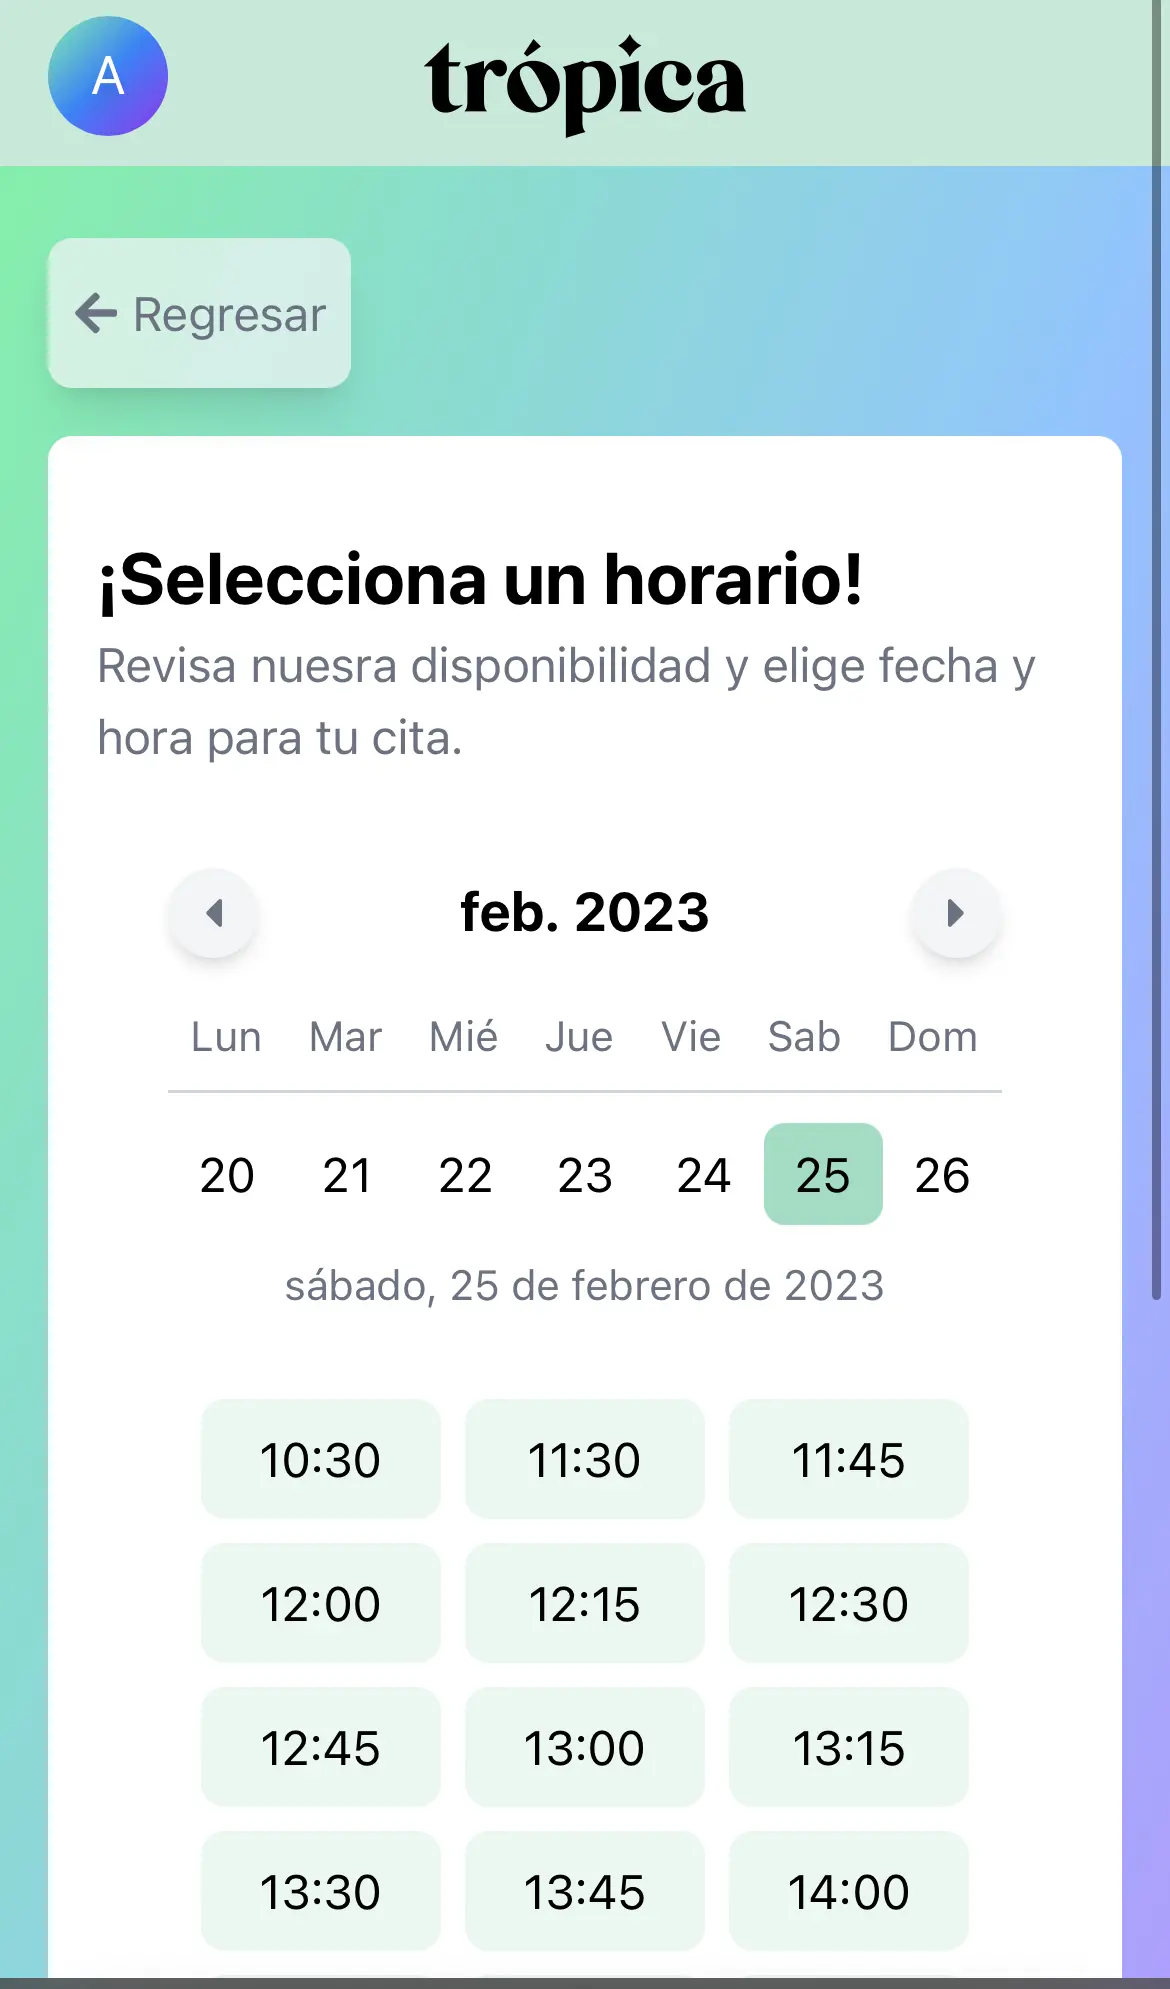 A
trópica
Regresar
¡Selecciona un horario!
Revisa nuesra disponibilidad y elige fecha y
hora para tu cita.
feb. 2023
Lun Mar Mié Jue Vie Sab Dom
20 21 22 23 24 25 26
sábado, 25 de febrero de 2023
10:30 11:30 11:45
12:00 12:15 12:30
12:45 13:00 13:15
13:30 13:45 14:00